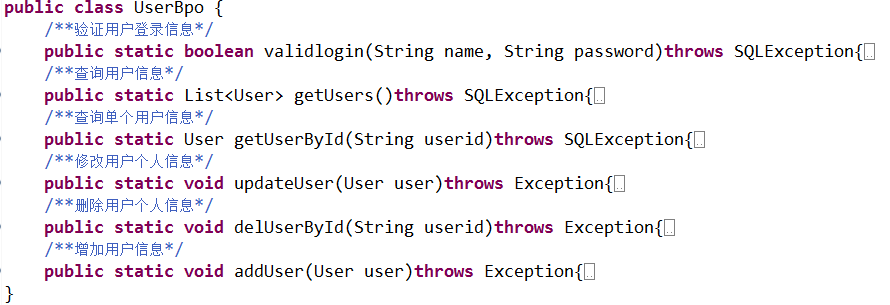 public class UserBpo {
/**验证用户登录信息*/
public static boolean validlogin(String name, String password)throws SQLException{
/**查询用户信息*/
public static List<User> getUsers()throws SQLException{
/**查询单个用户信息*/
public static User getUserById(String userid)throws SQLException{
/**修改用户个人信息*/
public static void updateUser(User user)throws Exception{
/**删除用户个人信息*/
public static void delUserById(String userid)throws Exception{
/**增加用户信息*/
public static void addUser(User user)throws Exception{
}